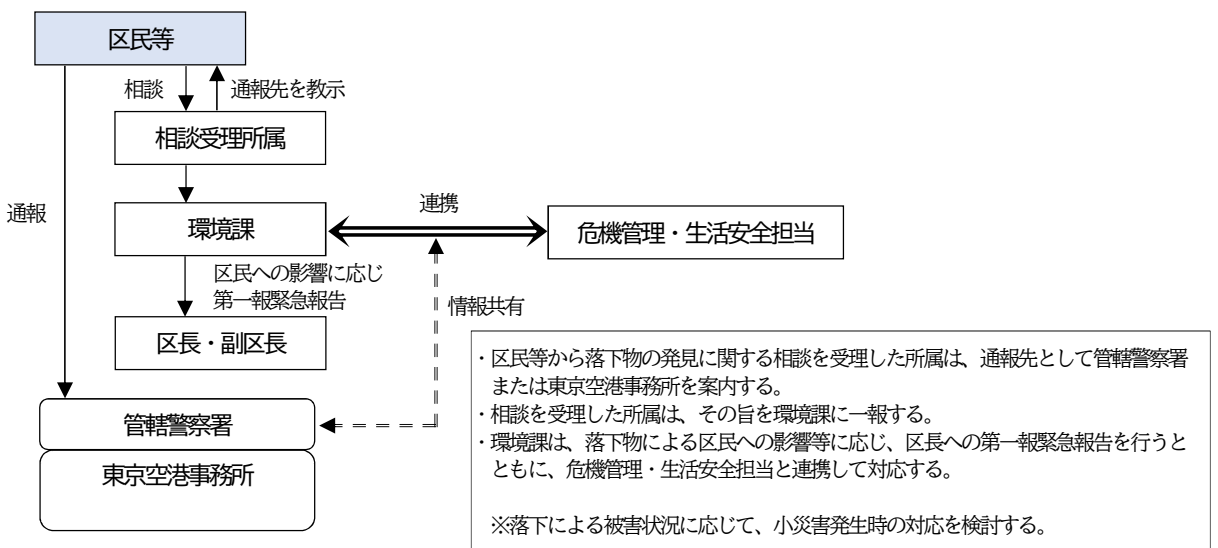 区民等
相談
通報先を教示
相談受理所属
通報
環境課
連携
危機管理・生活安全担当
区民への影響に応じ
第一報緊急報告
情報共有
区長・副区長
管轄警察署
東京空港事務所
・区民等から落下物の発見に関する相談を受理した所属は、通報先として管轄警察署
または東京空港事務所を案内する。
・相談を受理した所属は、その旨を環境課に一報する。
・環境課は、落下物による区民への影響等に応じ、区長への第一報緊急報告を行うと
ともに、危機管理・生活安全担当と連携して対応する。
※落下による被害状況に応じて、小災害発生時の対応を検討する。